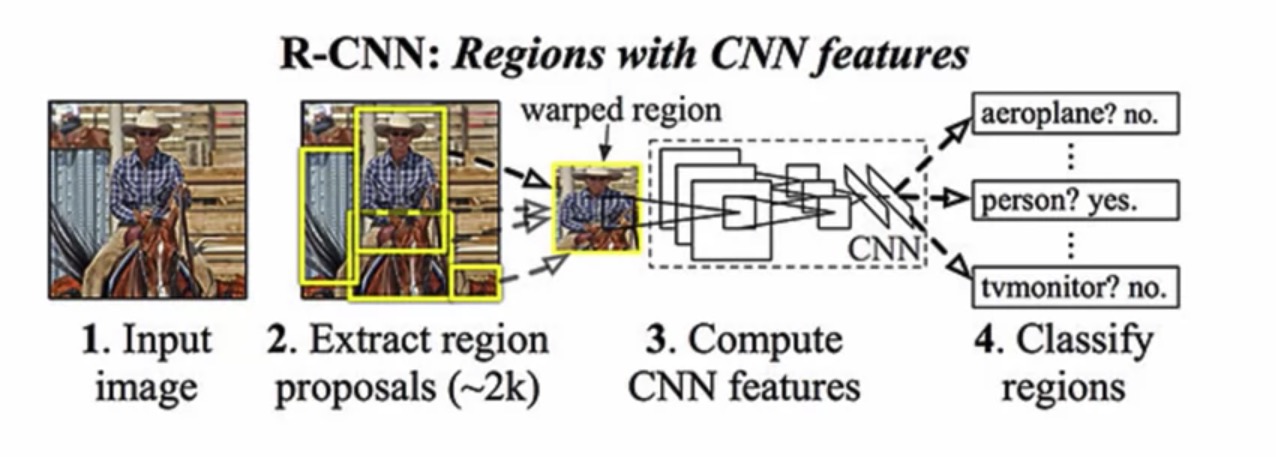 R-CNN: Regions with CNN features
warped region
aeroplane? no.
person? yes.
CNN
tvmonitor? no.
1. Input
image
2. Extract region
proposals (~2k)
3. Compute
CNN features
4. Classify
regions